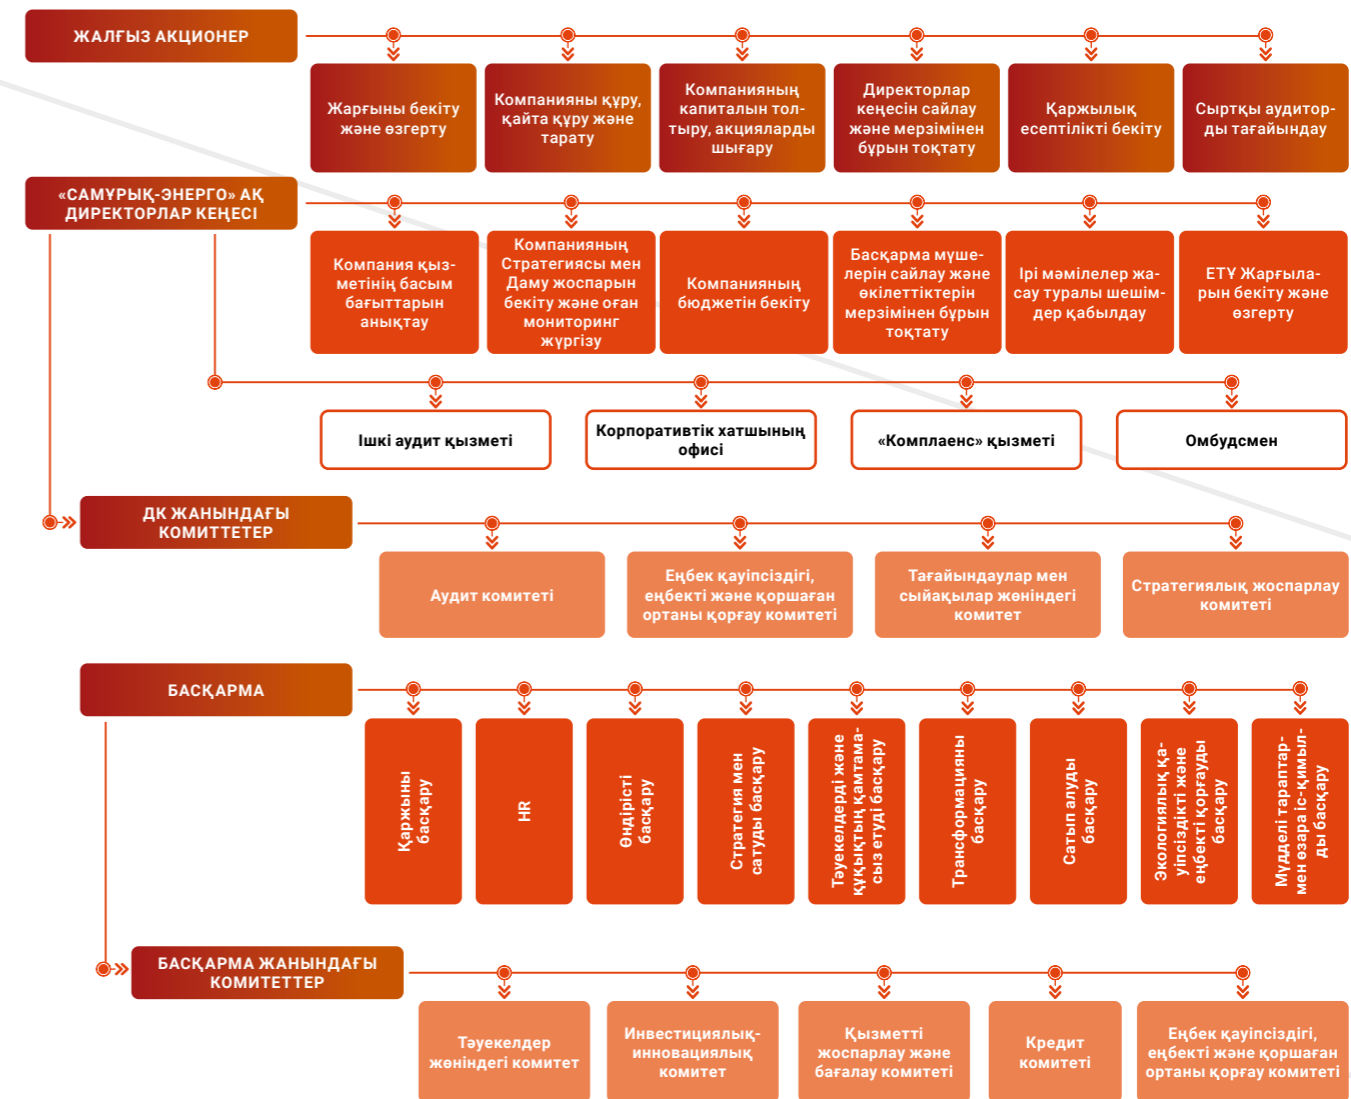 ЖАЛҒЫЗ АКЦИОНЕР
Жарғыны бекіту
және өзгерту
Компанияны құру,
қайта құру және
тарату
Компанияның
капиталын тол-
тыру, акцияларды
шығару
Директорлар
кеңесін сайлау
және мерзімінен
бұрын тоқтату
Қаржылық
есептілікті бекіту
Сыртқы аудитор-
ды тағайындау
«САМҰРЫҚ-ЭНЕРГО» АҚ
ДИРЕКТОРЛАР КЕҢЕСІ
Компания қыз-
метінің басым
бағыттарын
анықтау
Компанияның
Стратегиясы мен
Даму жоспарын
бекіту және оған
мониторинг
жүргізу
Компанияның
бюджетін бекіту
Басқарма мүше-
лерін сайлау және
өкілеттіктерін
мерзімінен бұрын
тоқтату
Ірі мәмілелер жа-
сау туралы шешім-
дер қабылдау
ЕТҰ Жарғыла-
рын бекіту және
өзгерту
Ішкі аудит қызметі
Корпоративтік хатшының
офисі
«Комплаенс» қызметі
Омбудсмен
ДК ЖАНЫНДАҒЫ
КОМИТТЕТЕР
Аудит комитеті
Еңбек қауіпсіздігі,
еңбекті және қоршаған
ортаны қорғау комитеті
Тағайындаулар мен
сыйақылар жөніндегі
комитет
Стратегиялық жоспарлау
комитеті
БАСҚАРМА
Қаржыны
басқару
HR
Өндірісті
басқару
Стратегия мен
сатуды басқару
Тәуекелдерді және
құқықтың қамтама-
сыз етуді басқару
Трансформацияны
басқару
Сатып алуды
басқару
Экологиялық қа-
уіпсіздікті және
еңбекті қорғауды
басқару
Мүдделі тараптар-
мен өзара іс-қимыл-
ды басқару
БАСҚАРМА ЖАНЫНДАҒЫ
КОМИТЕТТЕР
Тәуекелдер
жөніндегі комитет
Инвестициялық-
инновациялық
комитет
Қызметті
жоспарлау және
бағалау комитеті
Кредит
комитеті
Еңбек қауіпсіздігі,
еңбекті және қоршаған
ортаны қорғау комитеті